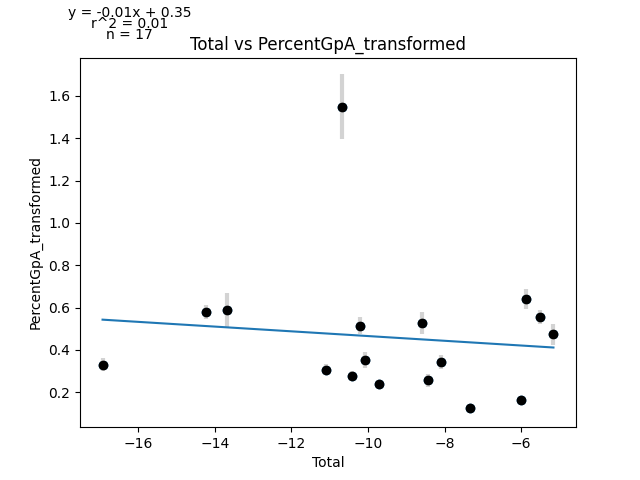 y = -0.01x + 0.35
r^2 = 0.01
n = 17
Total vs PercentGpA_transformed
PercentGpA_transformed
1.6
1.4
1.2
1.0
0.8
0.6
0.4
0.2
−16
−14
−12
−10
−8
−6
Total